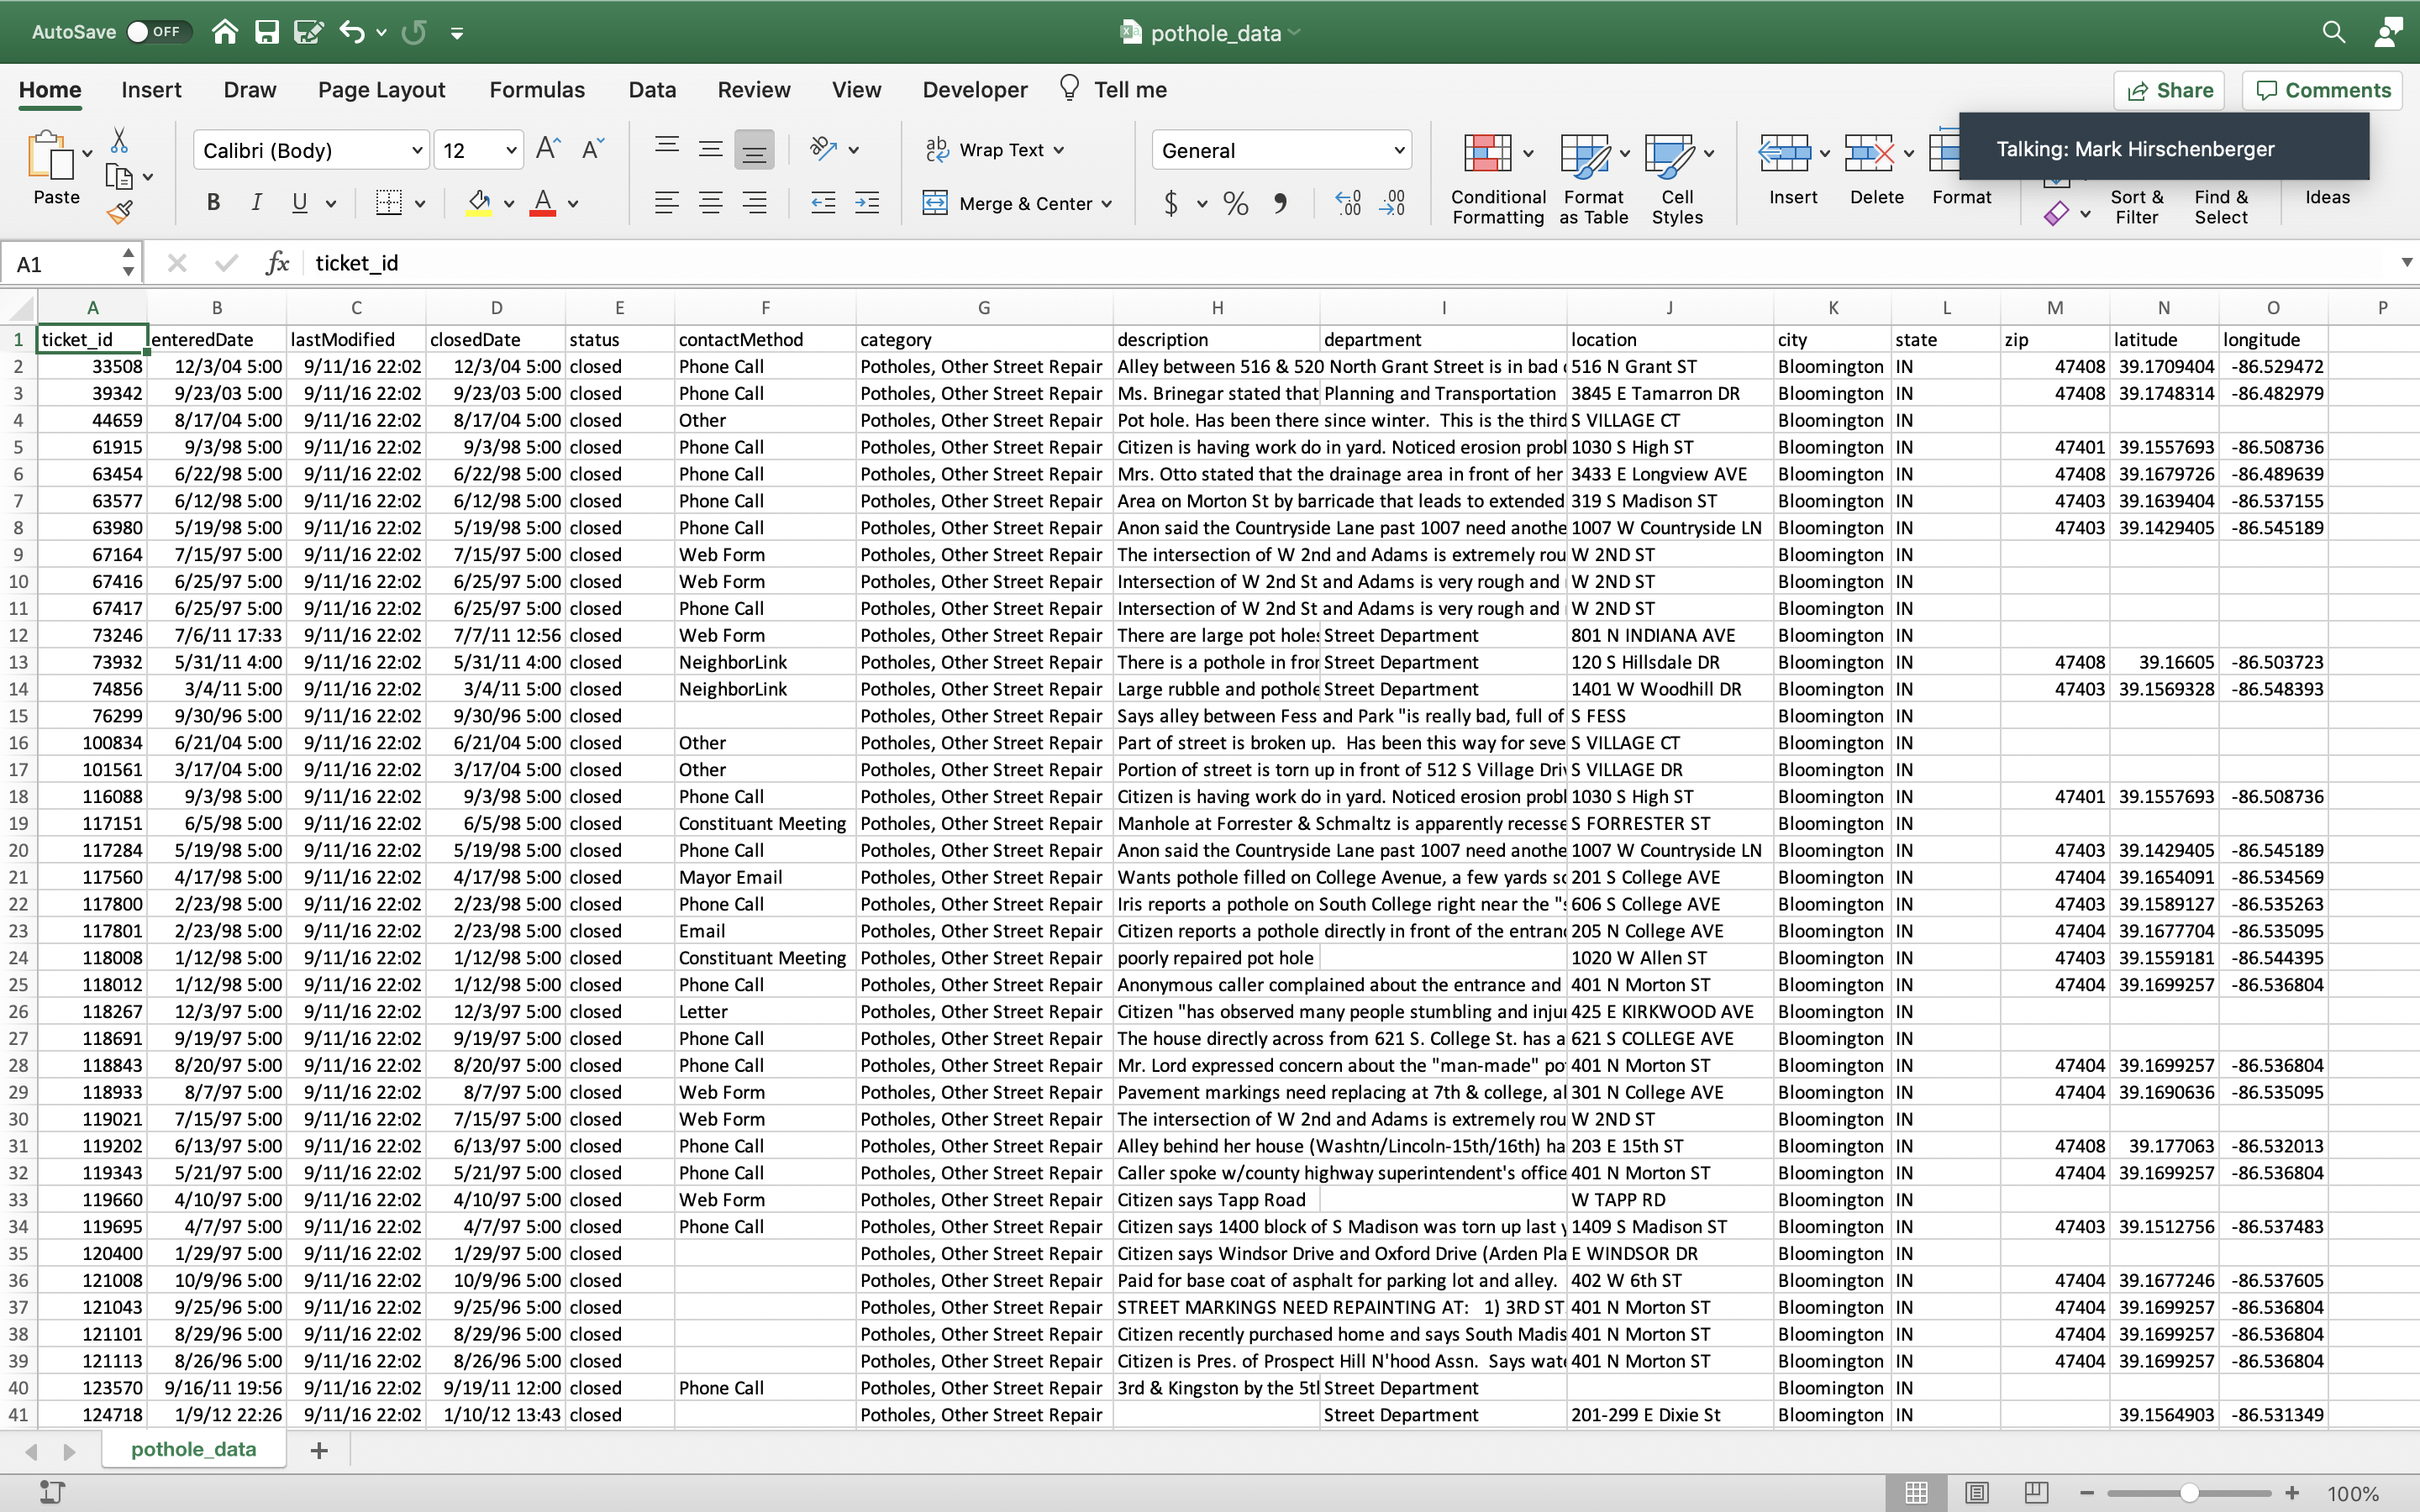 AutoSave OFF pothole_data
Home Insert Draw Page Layout Formulas Data Review View Developer Tell me Share Comments
Talking: Mark Hirschenberger
Paste Calibri (Body) 12 A A ab Wrap Text General
B I U A Merge & Center $ % .00 .00 Conditional Formatting Format as Table Cell Styles Insert Delete Format Sort & Filter Find & Select Ideas
A1 fx ticket_id
A B C D E F G H I J K L M N O P
1 ticket_id enteredDate lastModified closedDate status contactMethod category description department location city state zip latitude longitude
2 33508 12/3/04 5:00 9/11/16 22:02 12/3/04 5:00 closed Phone Call Potholes, Other Street Repair Alley between 516 & 520 North Grant Street is in bad 516 N Grant ST Bloomington IN 47408 39.1709404 -86.529472
3 39342 9/23/03 5:00 9/11/16 22:02 9/23/03 5:00 closed Phone Call Potholes, Other Street Repair Ms. Brinegar stated that Planning and Transportation 3845 E Tamarron DR Bloomington IN 47408 39.1748314 -86.482979
4 44659 8/17/04 5:00 9/11/16 22:02 8/17/04 5:00 closed Other Potholes, Other Street Repair Pot hole. Has been there since winter. This is the third S VILLAGE CT Bloomington IN
5 61915 9/3/98 5:00 9/11/16 22:02 9/3/98 5:00 closed Phone Call Potholes, Other Street Repair Citizen is having work do in yard. Noticed erosion probl 1030 S High ST Bloomington IN 47401 39.1557693 -86.508736
6 63454 6/22/98 5:00 9/11/16 22:02 6/22/98 5:00 closed Phone Call Potholes, Other Street Repair Mrs. Otto stated that the drainage area in front of her 3433 E Longview AVE Bloomington IN 47408 39.1679726 -86.489639
7 63577 6/12/98 5:00 9/11/16 22:02 6/12/98 5:00 closed Phone Call Potholes, Other Street Repair Area on Morton St by barricade that leads to extended 319 S Madison ST Bloomington IN 47403 39.1639404 -86.537155
8 63980 5/19/98 5:00 9/11/16 22:02 5/19/98 5:00 closed Phone Call Potholes, Other Street Repair Anon said the Countryside Lane past 1007 need anothe 1007 W Countryside LN Bloomington IN 47403 39.1429405 -86.545189
9 67164 7/15/97 5:00 9/11/16 22:02 7/15/97 5:00 closed Web Form Potholes, Other Street Repair The intersection of W 2nd and Adams is extremely rou W 2ND ST Bloomington IN
10 67416 6/25/97 5:00 9/11/16 22:02 6/25/97 5:00 closed Web Form Potholes, Other Street Repair Intersection of W 2nd St and Adams is very rough and W 2ND ST Bloomington IN
11 67417 6/25/97 5:00 9/11/16 22:02 6/25/97 5:00 closed Phone Call Potholes, Other Street Repair Intersection of W 2nd St and Adams is very rough and W 2ND ST Bloomington IN
12 73246 7/6/11 17:33 9/11/16 22:02 7/7/11 12:56 closed Web Form Potholes, Other Street Repair There are large pot holes Street Department 801 N INDIANA AVE Bloomington IN
13 73932 5/31/11 4:00 9/11/16 22:02 5/31/11 4:00 closed NeighborLink Potholes, Other Street Repair There is a pothole in fron Street Department 120 S Hillsdale DR Bloomington IN 47408 39.16605 -86.503723
14 74856 3/4/11 5:00 9/11/16 22:02 3/4/11 5:00 closed NeighborLink Potholes, Other Street Repair Large rubble and pothole Street Department 1401 W Woodhill DR Bloomington IN 47403 39.1569328 -86.548393
15 76299 9/30/96 5:00 9/11/16 22:02 9/30/96 5:00 closed Potholes, Other Street Repair Says alley between Fess and Park "is really bad, full of S FESS Bloomington IN
16 100834 6/21/04 5:00 9/11/16 22:02 6/21/04 5:00 closed Other Potholes, Other Street Repair Part of street is broken up. Has been this way for seve S VILLAGE CT Bloomington IN
17 101561 3/17/04 5:00 9/11/16 22:02 3/17/04 5:00 closed Other Potholes, Other Street Repair Portion of street is torn up in front of 512 S Village Driv S VILLAGE DR Bloomington IN
18 116088 9/3/98 5:00 9/11/16 22:02 9/3/98 5:00 closed Phone Call Potholes, Other Street Repair Citizen is having work do in yard. Noticed erosion probl 1030 S High ST Bloomington IN 47401 39.1557693 -86.508736
19 117151 6/5/98 5:00 9/11/16 22:02 6/5/98 5:00 closed Constituant Meeting Potholes, Other Street Repair Manhole at Forrester & Schmaltz is apparently recesse S FORRESTER ST Bloomington IN
20 117284 5/19/98 5:00 9/11/16 22:02 5/19/98 5:00 closed Phone Call Potholes, Other Street Repair Anon said the Countryside Lane past 1007 need anothe 1007 W Countryside LN Bloomington IN 47403 39.1429405 -86.545189
21 117560 4/17/98 5:00 9/11/16 22:02 4/17/98 5:00 closed Mayor Email Potholes, Other Street Repair Wants pothole filled on College Avenue, a few yards so 201 S College AVE Bloomington IN 47404 39.1654091 -86.534569
22 117800 2/23/98 5:00 9/11/16 22:02 2/23/98 5:00 closed Phone Call Potholes, Other Street Repair Iris reports a pothole on South College right near the "s 606 S College AVE Bloomington IN 47403 39.1589127 -86.535263
23 117801 2/23/98 5:00 9/11/16 22:02 2/23/98 5:00 closed Email Potholes, Other Street Repair Citizen reports a pothole directly in front of the entran 205 N College AVE Bloomington IN 47404 39.1677704 -86.535095
24 118008 1/12/98 5:00 9/11/16 22:02 1/12/98 5:00 closed Constituant Meeting Potholes, Other Street Repair poorly repaired pot hole 1020 W Allen ST Bloomington IN 47403 39.1559181 -86.544395
25 118012 1/12/98 5:00 9/11/16 22:02 1/12/98 5:00 closed Phone Call Potholes, Other Street Repair Anonymous caller complained about the entrance and 401 N Morton ST Bloomington IN 47404 39.1699257 -86.536804
26 118267 12/3/97 5:00 9/11/16 22:02 12/3/97 5:00 closed Letter Potholes, Other Street Repair Citizen "has observed many people stumbling and inju 425 E KIRKWOOD AVE Bloomington IN
27 118691 9/19/97 5:00 9/11/16 22:02 9/19/97 5:00 closed Phone Call Potholes, Other Street Repair The house directly across from 621 S. College St. has a 621 S COLLEGE AVE Bloomington IN
28 118843 8/20/97 5:00 9/11/16 22:02 8/20/97 5:00 closed Phone Call Potholes, Other Street Repair Mr. Lord expressed concern about the "man-made" po 401 N Morton ST Bloomington IN 47404 39.1699257 -86.536804
29 118933 8/7/97 5:00 9/11/16 22:02 8/7/97 5:00 closed Web Form Potholes, Other Street Repair Pavement markings need replacing at 7th & college, al 301 N College AVE Bloomington IN 47404 39.1690636 -86.535095
30 119021 7/15/97 5:00 9/11/16 22:02 7/15/97 5:00 closed Web Form Potholes, Other Street Repair The intersection of W 2nd and Adams is extremely rou W 2ND ST Bloomington IN
31 119202 6/13/97 5:00 9/11/16 22:02 6/13/97 5:00 closed Phone Call Potholes, Other Street Repair Alley behind her house (Washtn/Lincoln-15th/16th) ha 203 E 15th ST Bloomington IN 47408 39.177063 -86.532013
32 119343 5/21/97 5:00 9/11/16 22:02 5/21/97 5:00 closed Phone Call Potholes, Other Street Repair Caller spoke w/county highway superintendent's office 401 N Morton ST Bloomington IN 47404 39.1699257 -86.536804
33 119660 4/10/97 5:00 9/11/16 22:02 4/10/97 5:00 closed Web Form Potholes, Other Street Repair Citizen says Tapp Road W TAPP RD Bloomington IN
34 119695 4/7/97 5:00 9/11/16 22:02 4/7/97 5:00 closed Phone Call Potholes, Other Street Repair Citizen says 1400 block of S Madison was torn up last y 1409 S Madison ST Bloomington IN 47403 39.1512756 -86.537483
35 120400 1/29/97 5:00 9/11/16 22:02 1/29/97 5:00 closed Potholes, Other Street Repair Citizen says Windsor Drive and Oxford Drive (Arden Pla E WINDSOR DR Bloomington IN
36 121008 10/9/96 5:00 9/11/16 22:02 10/9/96 5:00 closed Potholes, Other Street Repair Paid for base coat of asphalt for parking lot and alley. 402 W 6th ST Bloomington IN 47404 39.1677246 -86.537605
37 121043 9/25/96 5:00 9/11/16 22:02 9/25/96 5:00 closed Potholes, Other Street Repair STREET MARKINGS NEED REPAINTING AT: 1) 3RD ST 401 N Morton ST Bloomington IN 47404 39.1699257 -86.536804
38 121101 8/29/96 5:00 9/11/16 22:02 8/29/96 5:00 closed Potholes, Other Street Repair Citizen recently purchased home and says South Madis 401 N Morton ST Bloomington IN 47404 39.1699257 -86.536804
39 121113 8/26/96 5:00 9/11/16 22:02 8/26/96 5:00 closed Potholes, Other Street Repair Citizen is Pres. of Prospect Hill N'hood Assn. Says wate 401 N Morton ST Bloomington IN 47404 39.1699257 -86.536804
40 123570 9/16/11 19:56 9/11/16 22:02 9/19/11 12:00 closed Phone Call Potholes, Other Street Repair 3rd & Kingston by the 5th Street Department Bloomington IN
41 124718 1/9/12 22:26 9/11/16 22:02 1/10/12 13:43 closed Potholes, Other Street Repair Street Department 201-299 E Dixie St Bloomington IN 39.1564903 -86.531349
pothole_data
100%